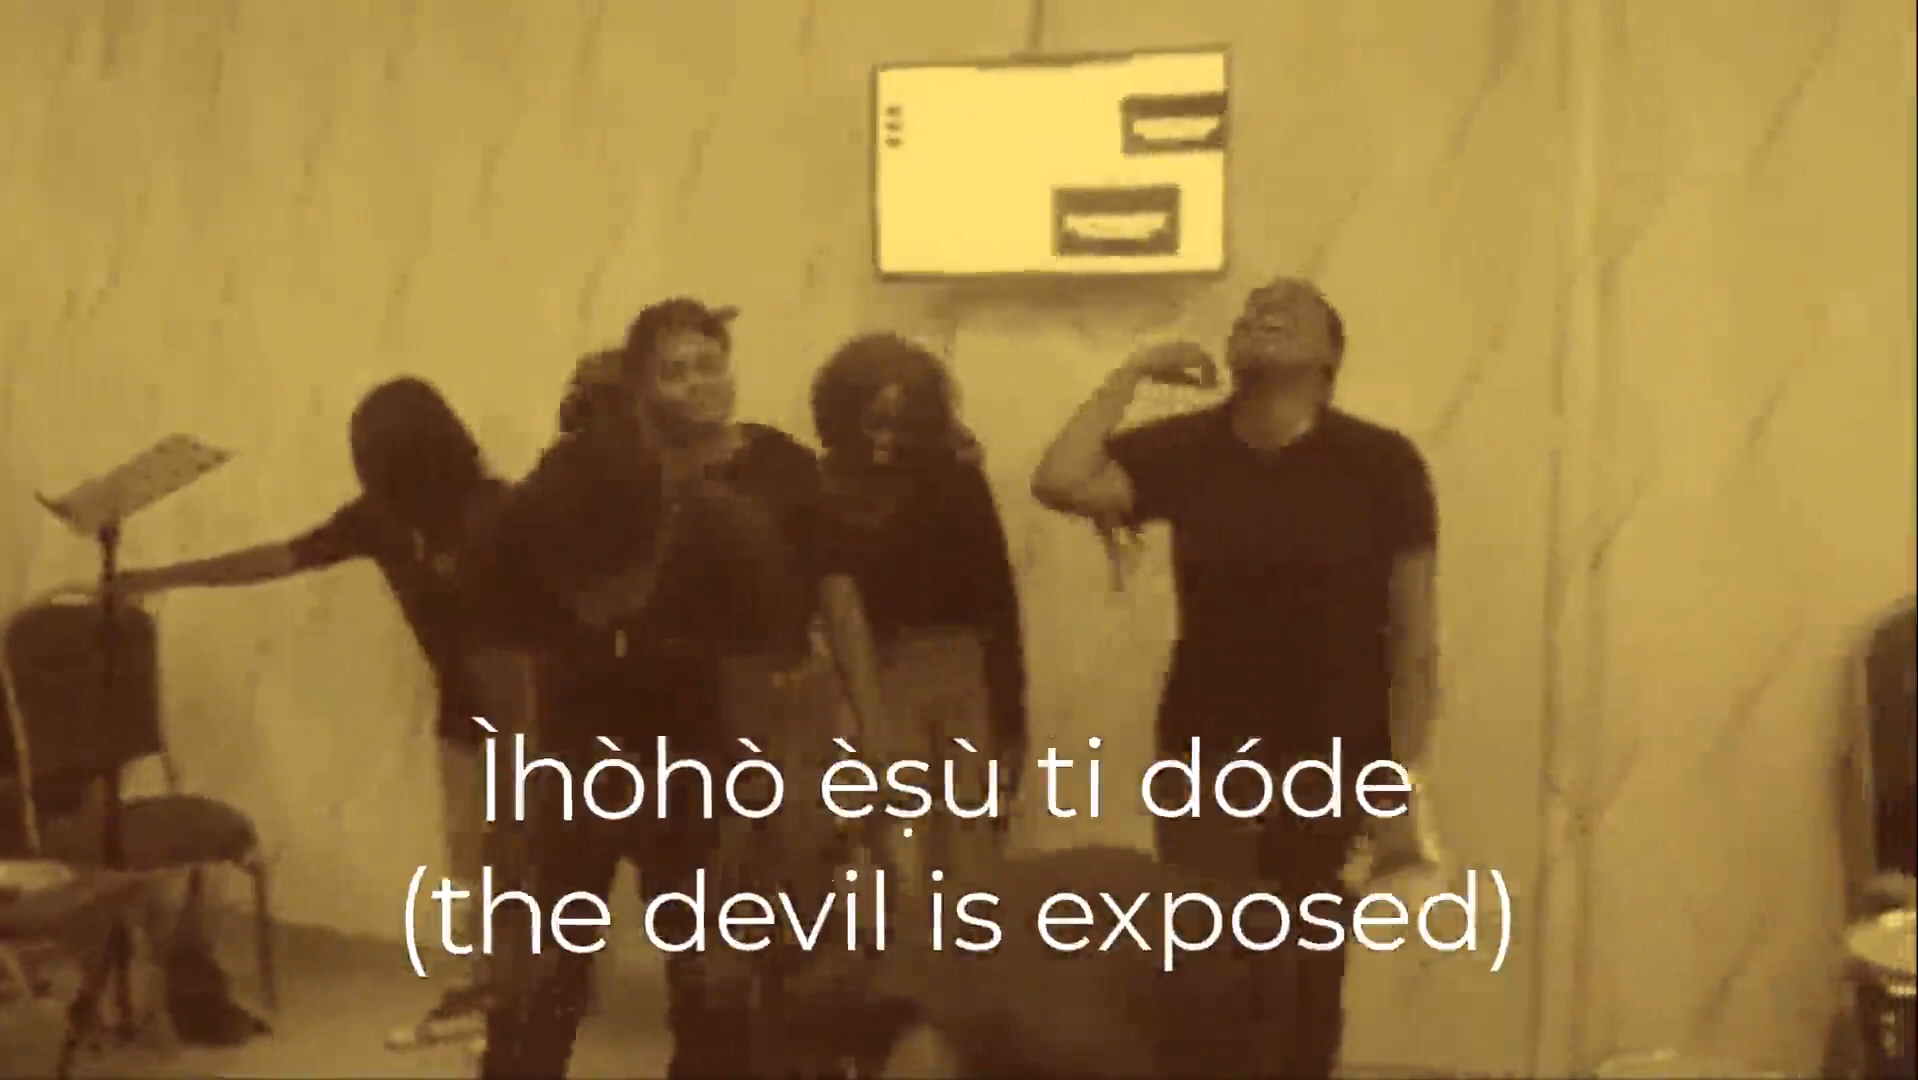 Ìhòhò èṣù ti dóde
(the devil is exposed)